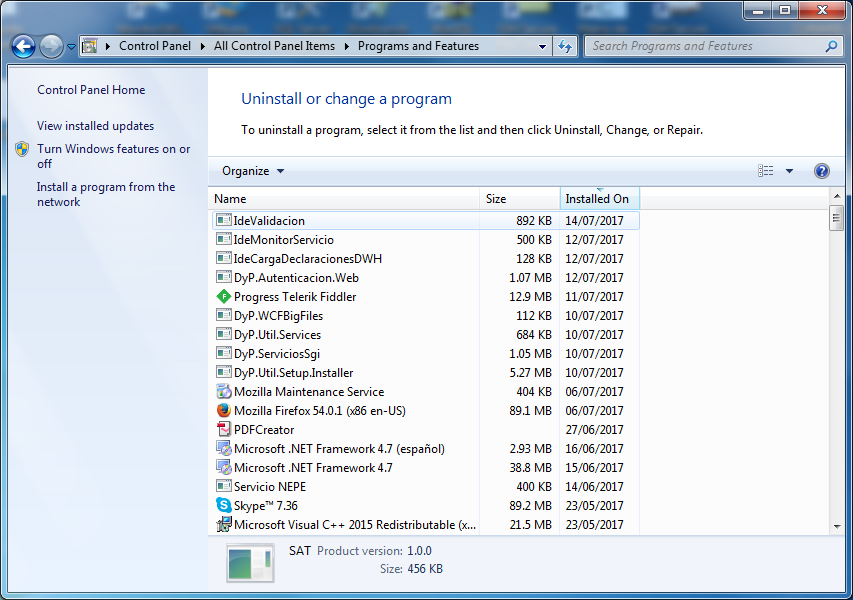 Control Panel All Control Panel Items Programs and Features Search Programs and Features
Control Panel Home
View installed updates
Turn Windows features on or
off
Install a program from the
network
Uninstall or change a program
To uninstall a program, select it from the list and then click Uninstall, Change, or Repair.
Organize
Name Size Installed On
IdeValidacion 892 KB 14/07/2017
IdeMonitorServicio 500 KB 12/07/2017
IdeCargaDeclaracionesDWH 128 KB 12/07/2017
DyP.Autenticacion.Web 1.07 MB 12/07/2017
Progress Telerik Fiddler 12.9 MB 11/07/2017
DyP.WCFBigFiles 112 KB 10/07/2017
DyP.Util.Services 684 KB 10/07/2017
DyP.ServiciosSgi 1.05 MB 10/07/2017
DyP.Util.Setup.Installer 5.27 MB 10/07/2017
Mozilla Maintenance Service 404 KB 06/07/2017
Mozilla Firefox 54.0.1 (x86 en-US) 89.1 MB 06/07/2017
PDFCreator 27/06/2017
Microsoft .NET Framework 4.7 (español) 2.93 MB 16/06/2017
Microsoft .NET Framework 4.7 38.8 MB 15/06/2017
Servicio NEPE 400 KB 14/06/2017
Skype™ 7.36 89.2 MB 23/05/2017
Microsoft Visual C++ 2015 Redistributable (x... 21.5 MB 23/05/2017
SAT Product version: 1.0.0
Size: 456 KB